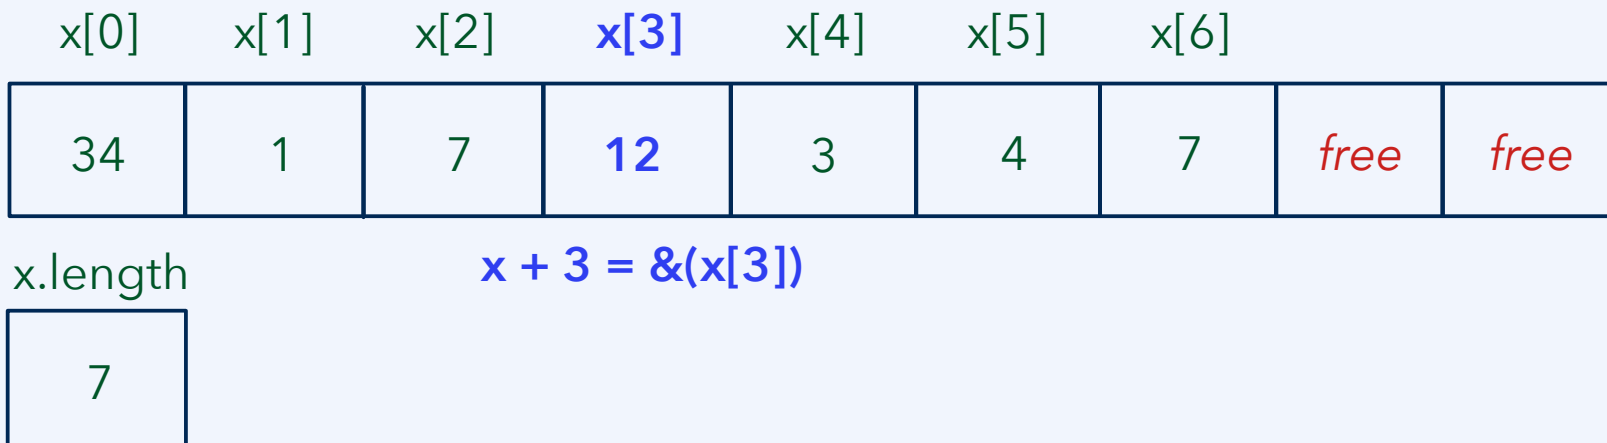 x[0] x[1] x[2] x[3] x[4] x[5] x[6]
34 1 7 12 3 4 7 free free
x.length x + 3 = &(x[3])
7